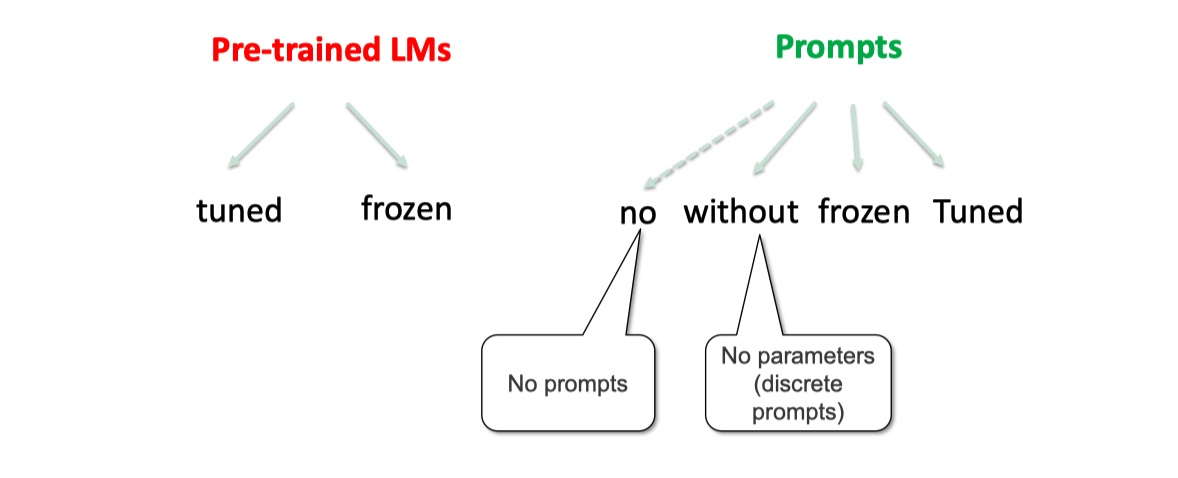 Pre-trained LMs
Prompts
tuned
frozen
no
without
frozen
Tuned
No prompts
No parameters
(discrete
prompts)